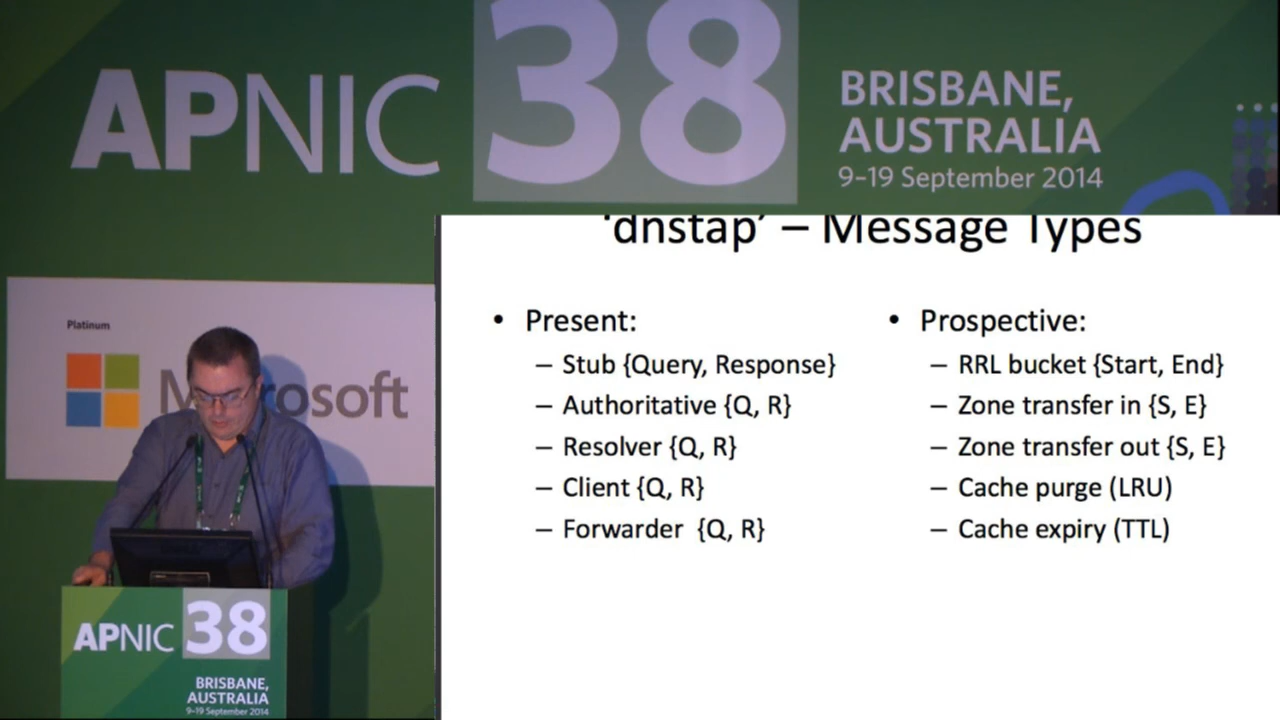 APNIC 38
BRISBANE,
AUSTRALIA
9–19 September 2014
'dnstap' – Message Types
Platinum
Microsoft
• Present:
– Stub {Query, Response}
– Authoritative {Q, R}
– Resolver {Q, R}
– Client {Q, R}
– Forwarder {Q, R}
• Prospective:
– RRL bucket {Start, End}
– Zone transfer in {S, E}
– Zone transfer out {S, E}
– Cache purge (LRU)
– Cache expiry (TTL)
APNIC 38
BRISBANE,
AUSTRALIA
9–19 September 2014